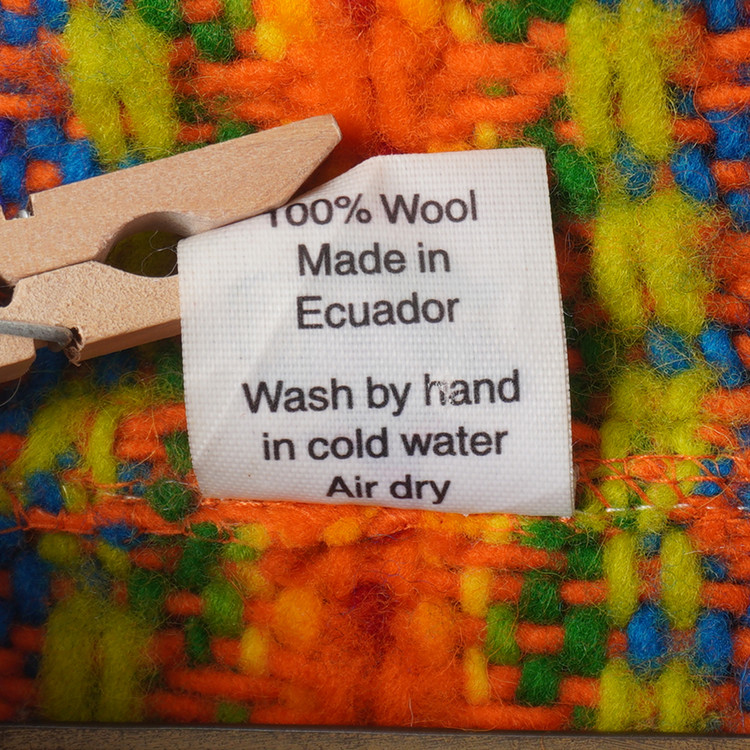 100% Wool
Made in
Ecuador
Wash by hand
in cold water
Air dry